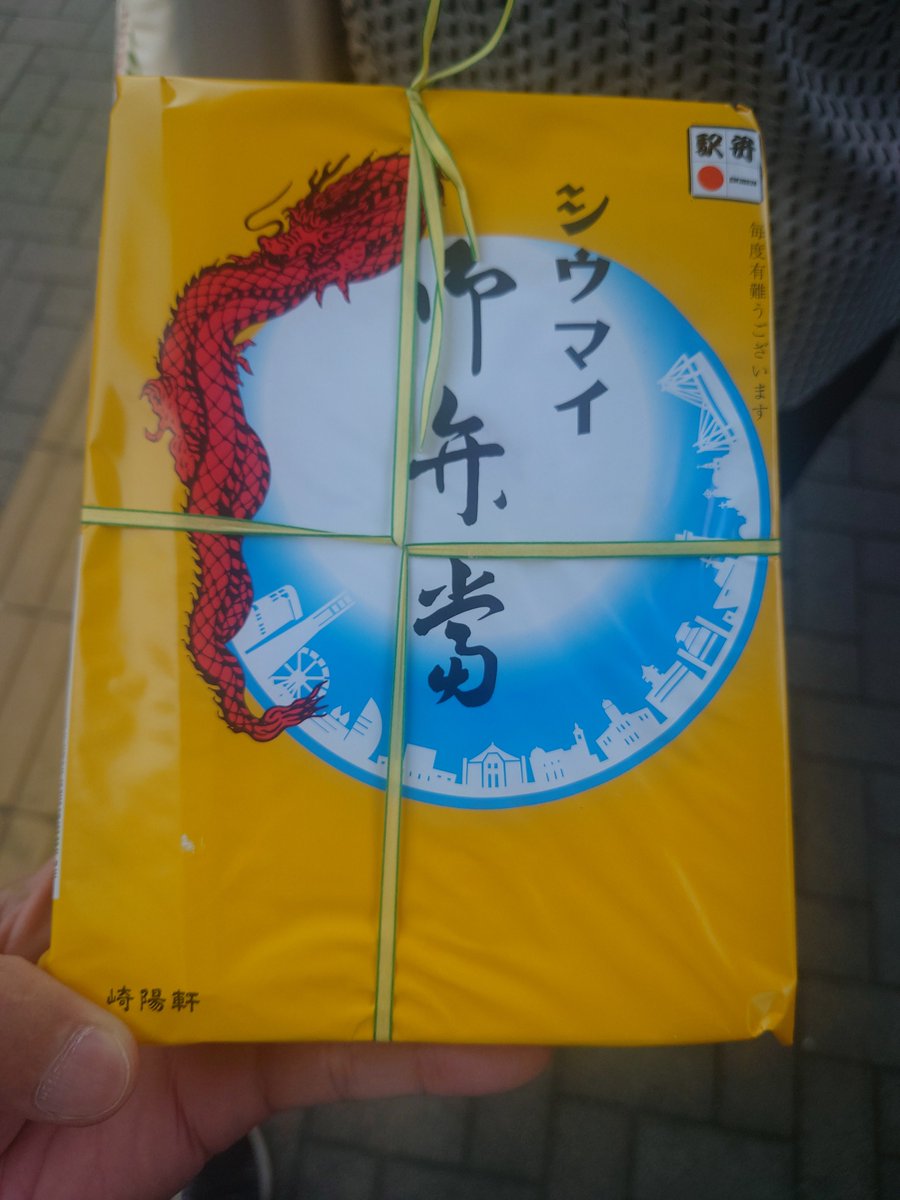 駅弁
毎度有難うございます
シウマイ
御弁當
崎陽軒